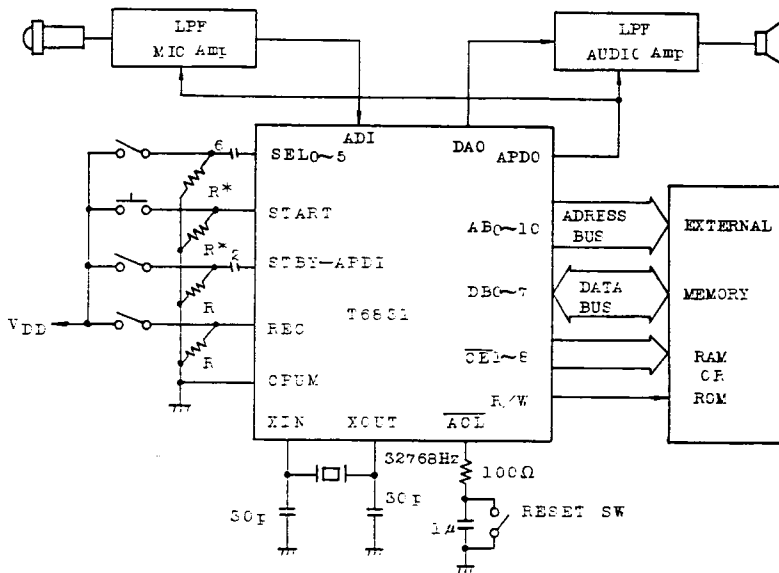 LPF
MIC Amp
LPF
AUDIO Amp
ADI
DAO
APDO
6
SEL0~5
R*
START
R*
2
STBY-APDI
R
REC
R
CPUM
VDD
T6831
AB0~10
ADRESS
BUS
DB0~7
DATA
BUS
CE1~8
R/W
EXTERNAL
MEMORY
RAM
OR
ROM
XIN
XOUT
ACL
32768Hz
30p
30p
100Ω
1μ
RESET SW